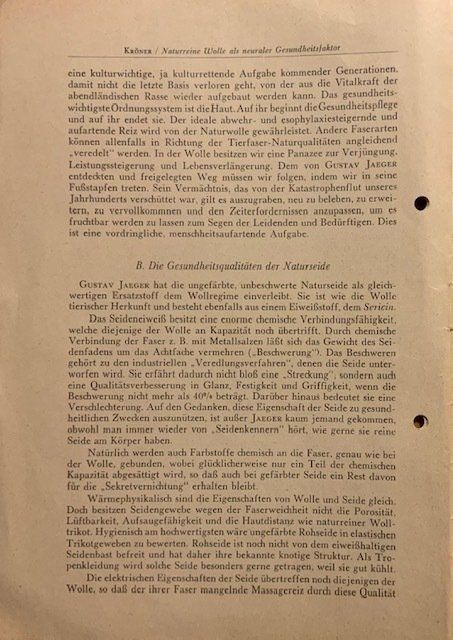 KRÖNER / Naturreine Wolle als neuraler Gesundheitsfaktor
eine kulturwichtige, ja kulturrettende Aufgabe kommender Generationen,
damit nicht die letzte Basis verloren geht, von der aus die Vitalkraft der
abendländischen Rasse wieder aufgebaut werden kann. Das gesundheits-
wichtigste Ordnungssystem ist die Haut. Auf ihr beginnt die Gesundheitspflege
und auf ihr endet sie. Der ideale abwehr- und esophylaxiesteigernde und
aufartende Reiz wird von der Naturwolle gewährleistet. Andere Faserarten
können allenfalls in Richtung der Tierfaser-Naturqualitäten angleichend
„veredelt" werden. In der Wolle besitzen wir eine Panazee zur Verjüngung,
Leistungssteigerung und Lebensverlängerung. Dem von GUSTAV JAEGER
entdeckten und freigelegten Weg müssen wir folgen, indem wir in seine
Fußstapfen treten. Sein Vermächtnis, das von der Katastrophenflut unseres
Jahrhunderts verschüttet war, gilt es auszugraben, neu zu beleben, zu erwei-
tern, zu vervollkommnen und den Zeiterfordernissen anzupassen, um es
fruchtbar werden zu lassen zum Segen der Leidenden und Bedürftigen. Dies
ist eine vordringliche, menschheitsaufartende Aufgabe.
B. Die Gesundheitsqualitäten der Naturseide
GUSTAV JAEGER hat die ungefärbte, unbeschwerte Naturseide als gleich-
wertigen Ersatzstoff dem Wollregime einverleibt. Sie ist wie die Wolle
tierischer Herkunft und besteht ebenfalls aus einem Eiweißstoff, dem Sericin.
Das Seideneiweiß besitzt eine enorme chemische Verbindungsfähigkeit,
welche diejenige der Wolle an Kapazität noch übertrifft. Durch chemische
Verbindung der Faser z. B. mit Metallsalzen läßt sich das Gewicht des Sei-
denfadens um das Achtfache vermehren („Beschwerung"). Das Beschweren
gehört zu den industriellen „Veredlungsverfahren", denen die Seide unter-
worfen wird. Sie erfährt dadurch nicht bloß eine „Streckung", sondern auch
eine Qualitätsverbesserung in Glanz, Festigkeit und Griffigkeit, wenn die
Beschwerung nicht mehr als 40% beträgt. Darüber hinaus bedeutet sie eine
Verschlechterung. Auf den Gedanken, diese Eigenschaft der Seide zu gesund-
heitlichen Zwecken auszunützen, ist außer JAEGER kaum jemand gekommen,
obwohl man immer wieder von „Seidenkennern" hört, wie gerne sie reine
Seide am Körper haben.
Natürlich werden auch Farbstoffe chemisch an die Faser, genau wie bei
der Wolle, gebunden, wobei glücklicherweise nur ein Teil der chemischen
Kapazität abgesättigt wird, so daß auch bei gefärbter Seide ein Rest davon
für die „Sekretvernichtung" erhalten bleibt.
Wärmephysikalisch sind die Eigenschaften von Wolle und Seide gleich.
Doch besitzen Seidengewebe wegen der Faserweichheit nicht die Porosität,
Lüftbarkeit, Aufsaugefähigkeit und die Hautdistanz wie naturreiner Woll-
trikot. Hygienisch am hochwertigsten wäre ungefärbte Rohseide in elastischen
Trikotgeweben zu bewerten. Rohseide ist noch nicht von dem eiweißhaltigen
Seidenbast befreit und hat daher ihre bekannte knotige Struktur. Als Tro-
penkleidung wird solche Seide besonders gerne getragen, weil sie gut kühlt.
Die elektrischen Eigenschaften der Seide übertreffen noch diejenigen der
Wolle, so daß der ihrer Faser mangelnde Massagereiz durch diese Qualität